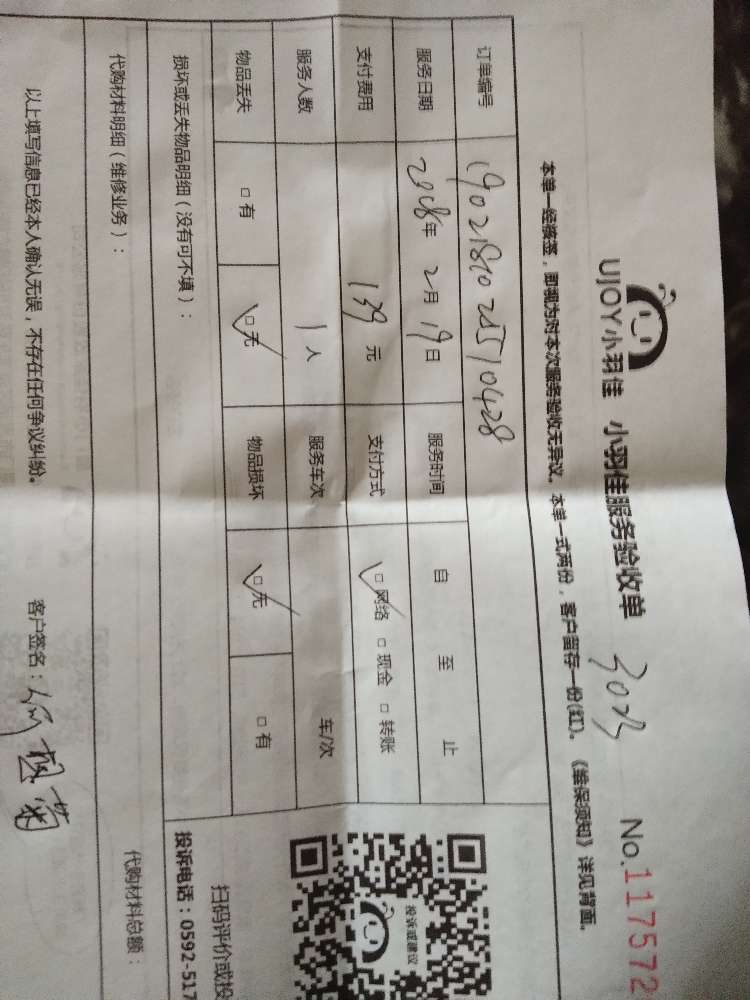 UJOY小羽佳 小羽佳服务验收单 No.117572
本单一经接签，即视为对本次服务验收无异议。本单一式两份，客户留存一份(红)。《维保须知》详见背面。
订单编号 19021810255710428
服务日期 2018年 2月 19日 服务时间 自 至 止
支付费用 139 元 支付方式 □网络 □现金 □转账
服务人数 1人 服务车次 车/次
物品丢失 □有 □无 物品损坏 □无 □有
损坏或丢失物品明细（没有可不填）：
代购材料明细（维修业务）： 代购材料总额：
以上填写信息已经本人确认无误，不存在任何争议纠纷。 客户签名：
投诉或建议
扫码评价或投
投诉电话：0592-517